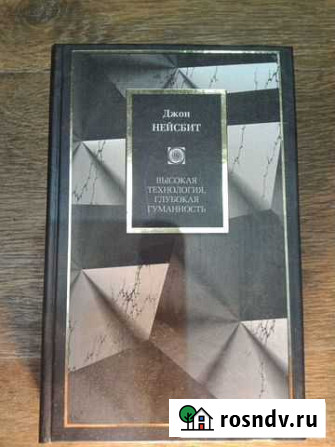 Джон
НЕЙСБИТ
ВЫСОКАЯ
ТЕХНОЛОГИЯ,
ГЛУБОКАЯ
ГУМАННОСТЬ
rosndv.ru